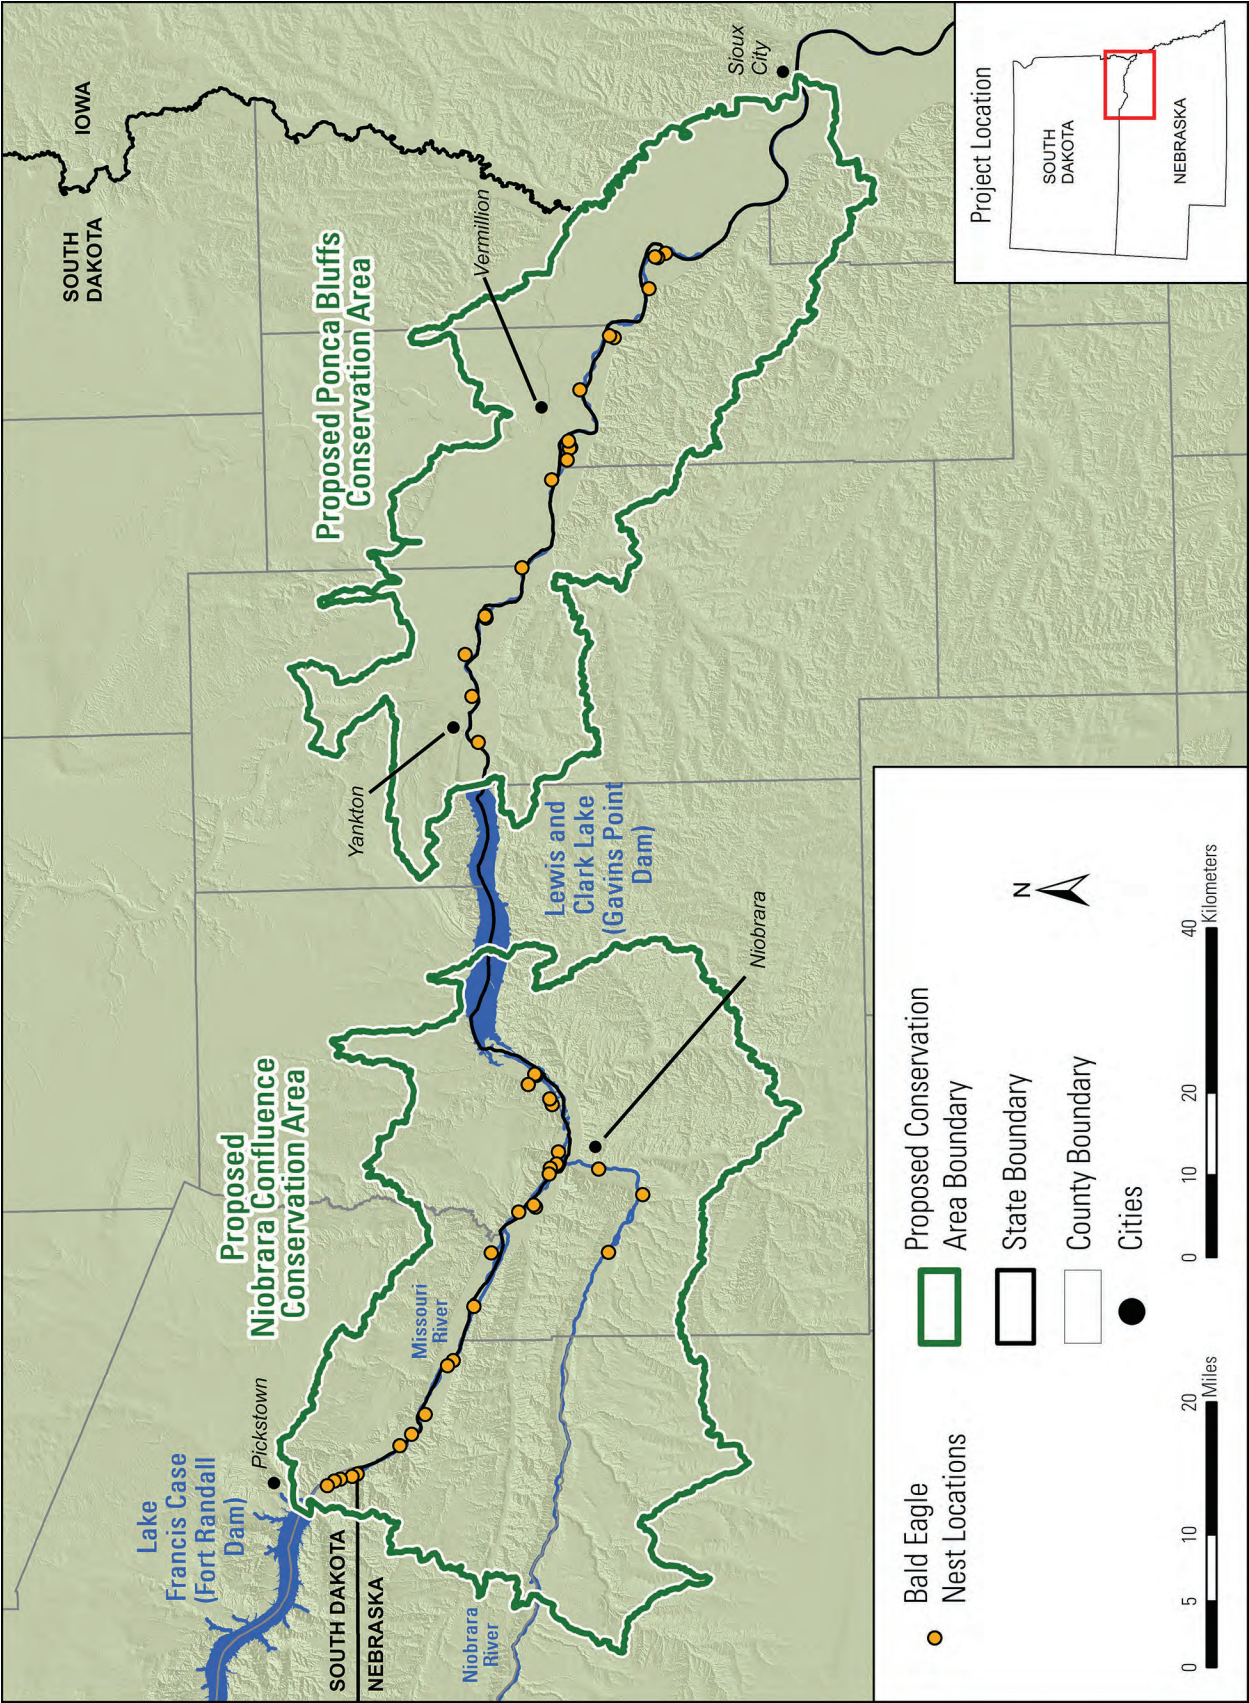 Lake
Francis Case
(Fort Randall
Dam)
Pickstown
SOUTH DAKOTA
NEBRASKA
Niobrara
River
Missouri
River
Proposed
Niobrara Confluence
Conservation Area
Niobrara
Lewis and
Clark Lake
(Gavins Point
Dam)
Yankton
Proposed Ponca Bluffs
Conservation Area
Vermillion
SOUTH
DAKOTA
IOWA
Sioux
City
Bald Eagle
Nest Locations
Proposed Conservation
Area Boundary
State Boundary
County Boundary
Cities
N
0 5 10 20
Miles
0 10 20 40
Kilometers
Project Location
SOUTH
DAKOTA
NEBRASKA